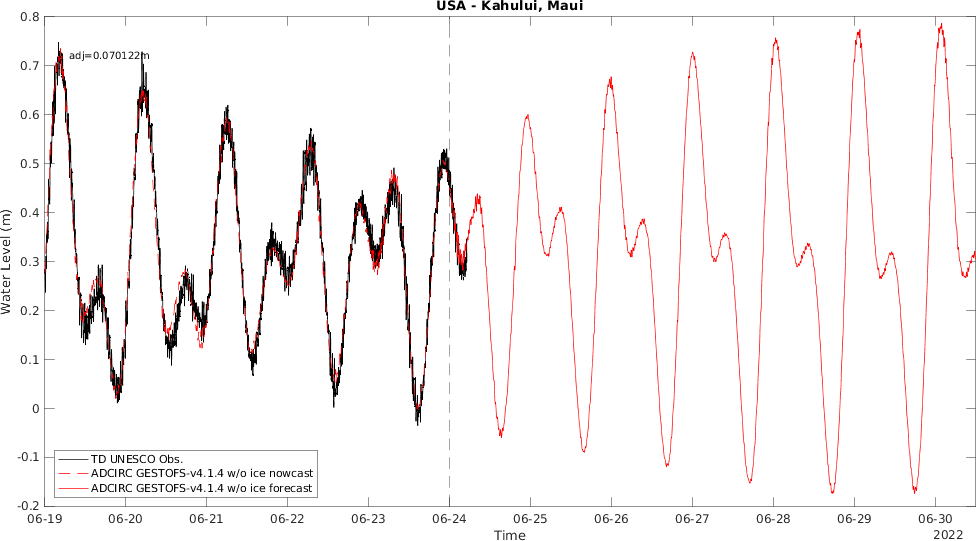 USA - Kahului, Maui
0.8
0.7
0.6
0.5
0.4
0.3
0.2
0.1
0
-0.1
-0.2
Water Level (m)
adj=0.070122m
TD UNESCO Obs.
ADCIRC GESTOFS-v4.1.4 w/o ice nowcast
ADCIRC GESTOFS-v4.1.4 w/o ice forecast
06-19 06-20 06-21 06-22 06-23 06-24 06-25 06-26 06-27 06-28 06-29 06-30
Time
2022